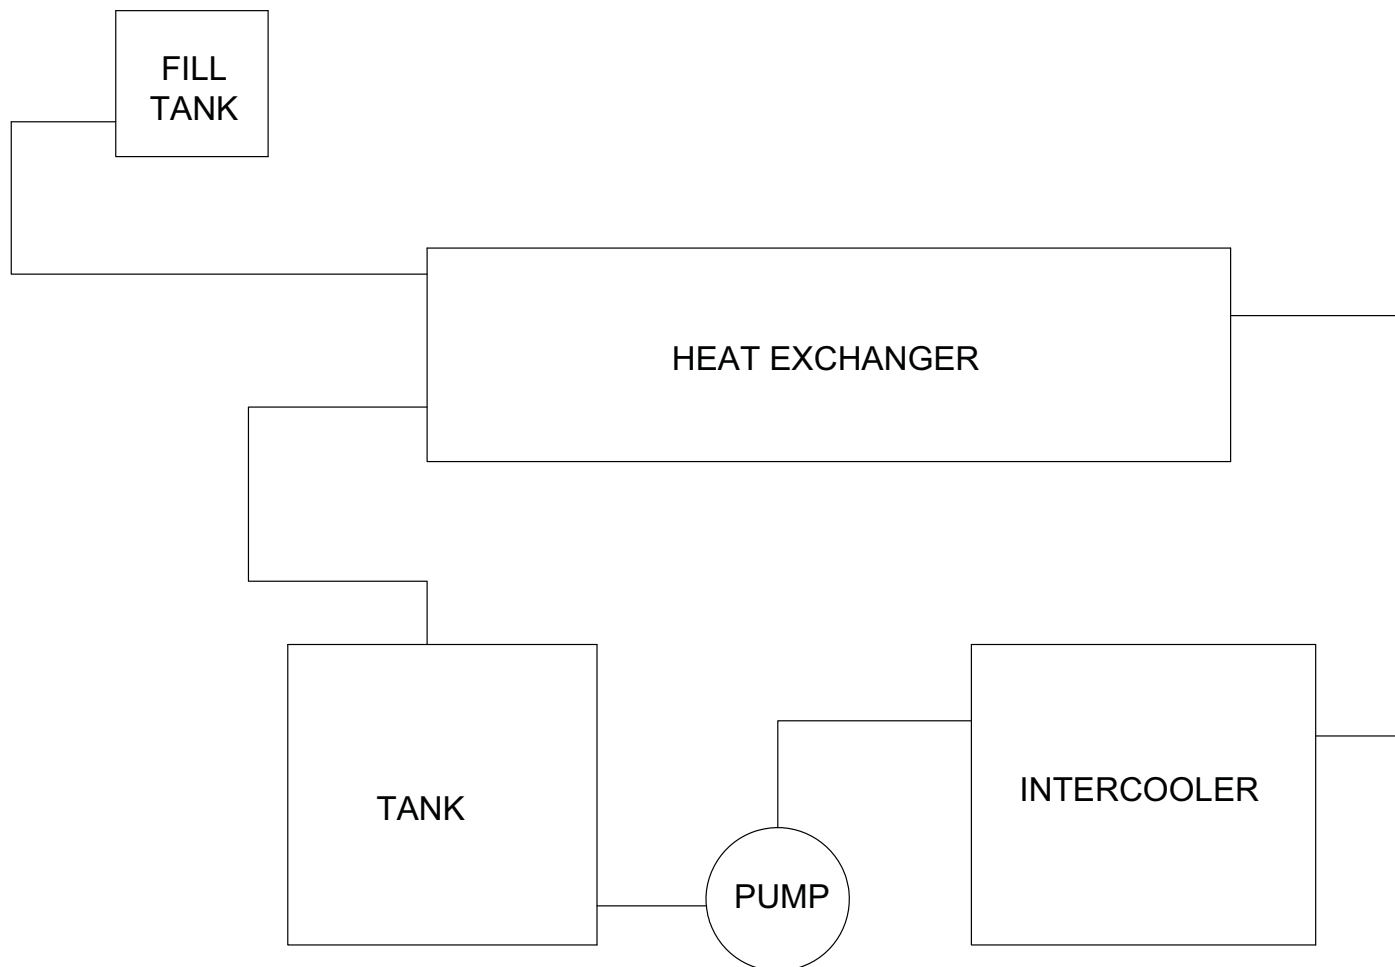 FILL
TANK
HEAT EXCHANGER
TANK
INTERCOOLER
PUMP